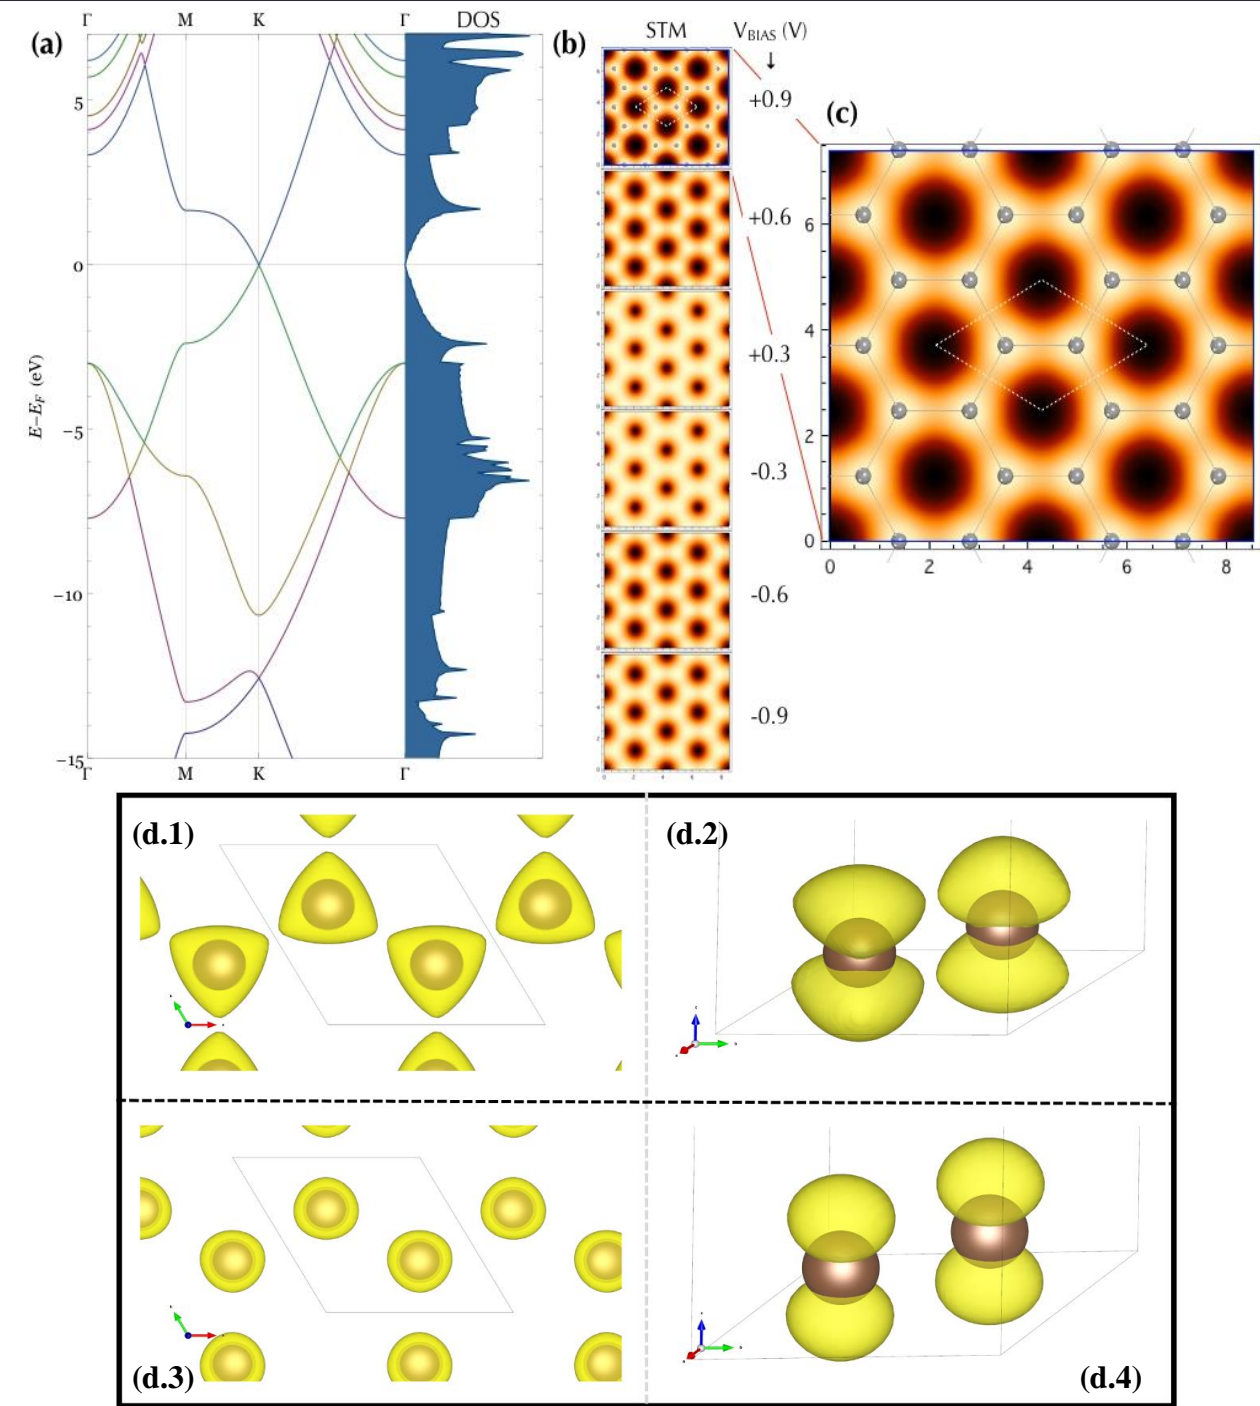 Γ M K Γ DOS
(a)
5
0
−5
−10
−15
E−E_F (eV)
Γ M K Γ
(b)
STM V_BIAS (V)
↓
+0.9
+0.6
+0.3
-0.3
-0.6
-0.9
(c)
6
4
2
0
0 2 4 6 8
(d.1)
(d.2)
(d.3)
(d.4)